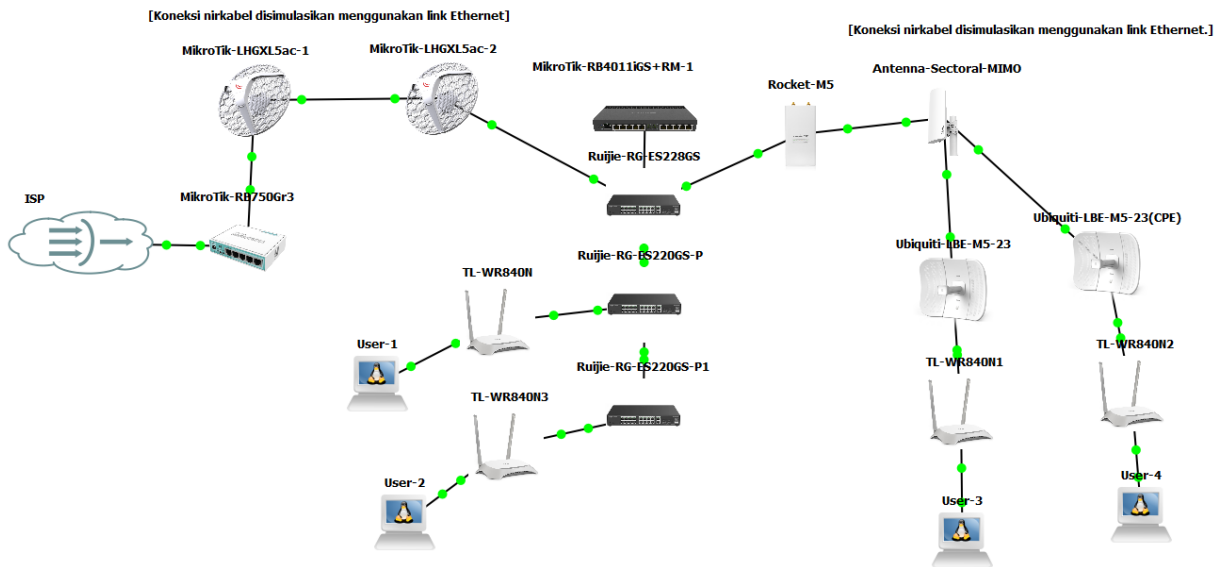 [Koneksi nirkabel disimulasikan menggunakan link Ethernet]
[Koneksi nirkabel disimulasikan menggunakan link Ethernet.]
MikroTik-LHGXL5ac-1
MikroTik-LHGXL5ac-2
MikroTik-RB4011iGS+RM-1
Antenna-Sectoral-MIMO
Rocket-M5
Ruijie-RG-ES228GS
ISP
MikroTik-RB750Gr3
Ubiquiti-LBE-M5-23(CPE)
Ubiquiti-LBE-M5-23
Ruijie-RG-ES220GS-P
TL-WR840N
User-1
TL-WR840N2
Ruijie-RG-ES220GS-P1
TL-WR840N1
TL-WR840N3
User-2
User-4
User-3